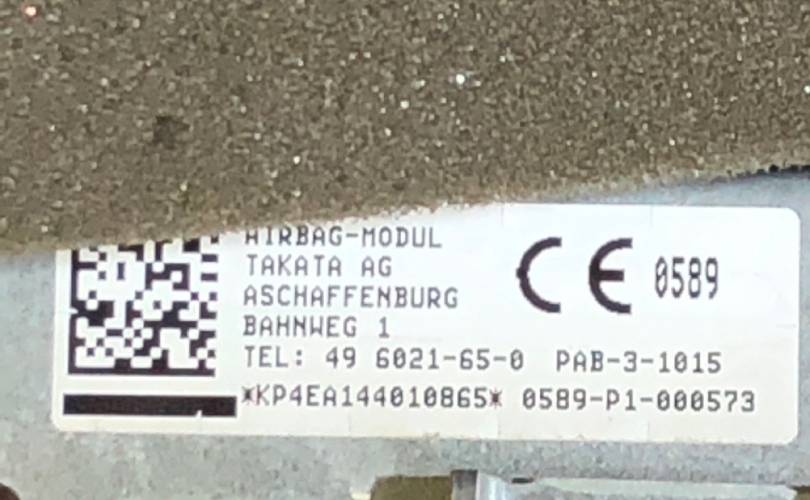 AIRBAG-MODUL
TAKATA AG
ASCHAFFENBURG
BAHNWEG 1
CE 0589
TEL: 49 6021-65-0 PAB-3-1015
*KP4EA144010865* 0589-P1-000573